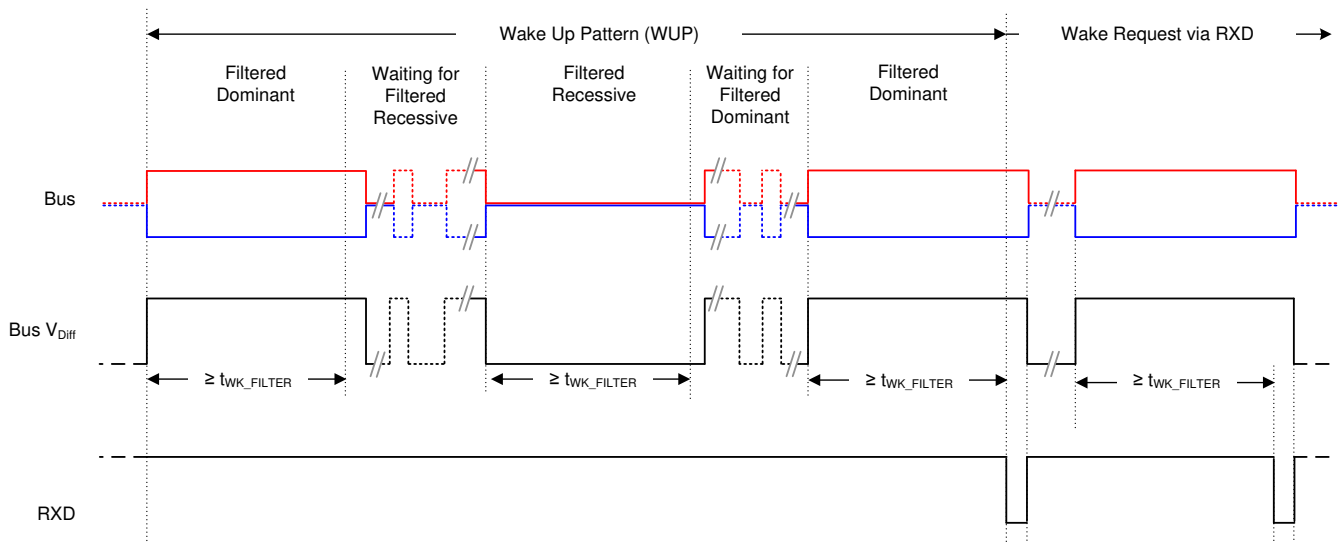 Wake Up Pattern (WUP)
Wake Request via RXD
Filtered
Dominant
Waiting for
Filtered
Recessive
Filtered
Recessive
Waiting for
Filtered
Dominant
Filtered
Dominant
Bus
Bus VDiff
≥ tWK_FILTER
≥ tWK_FILTER
≥ tWK_FILTER
≥ tWK_FILTER
RXD